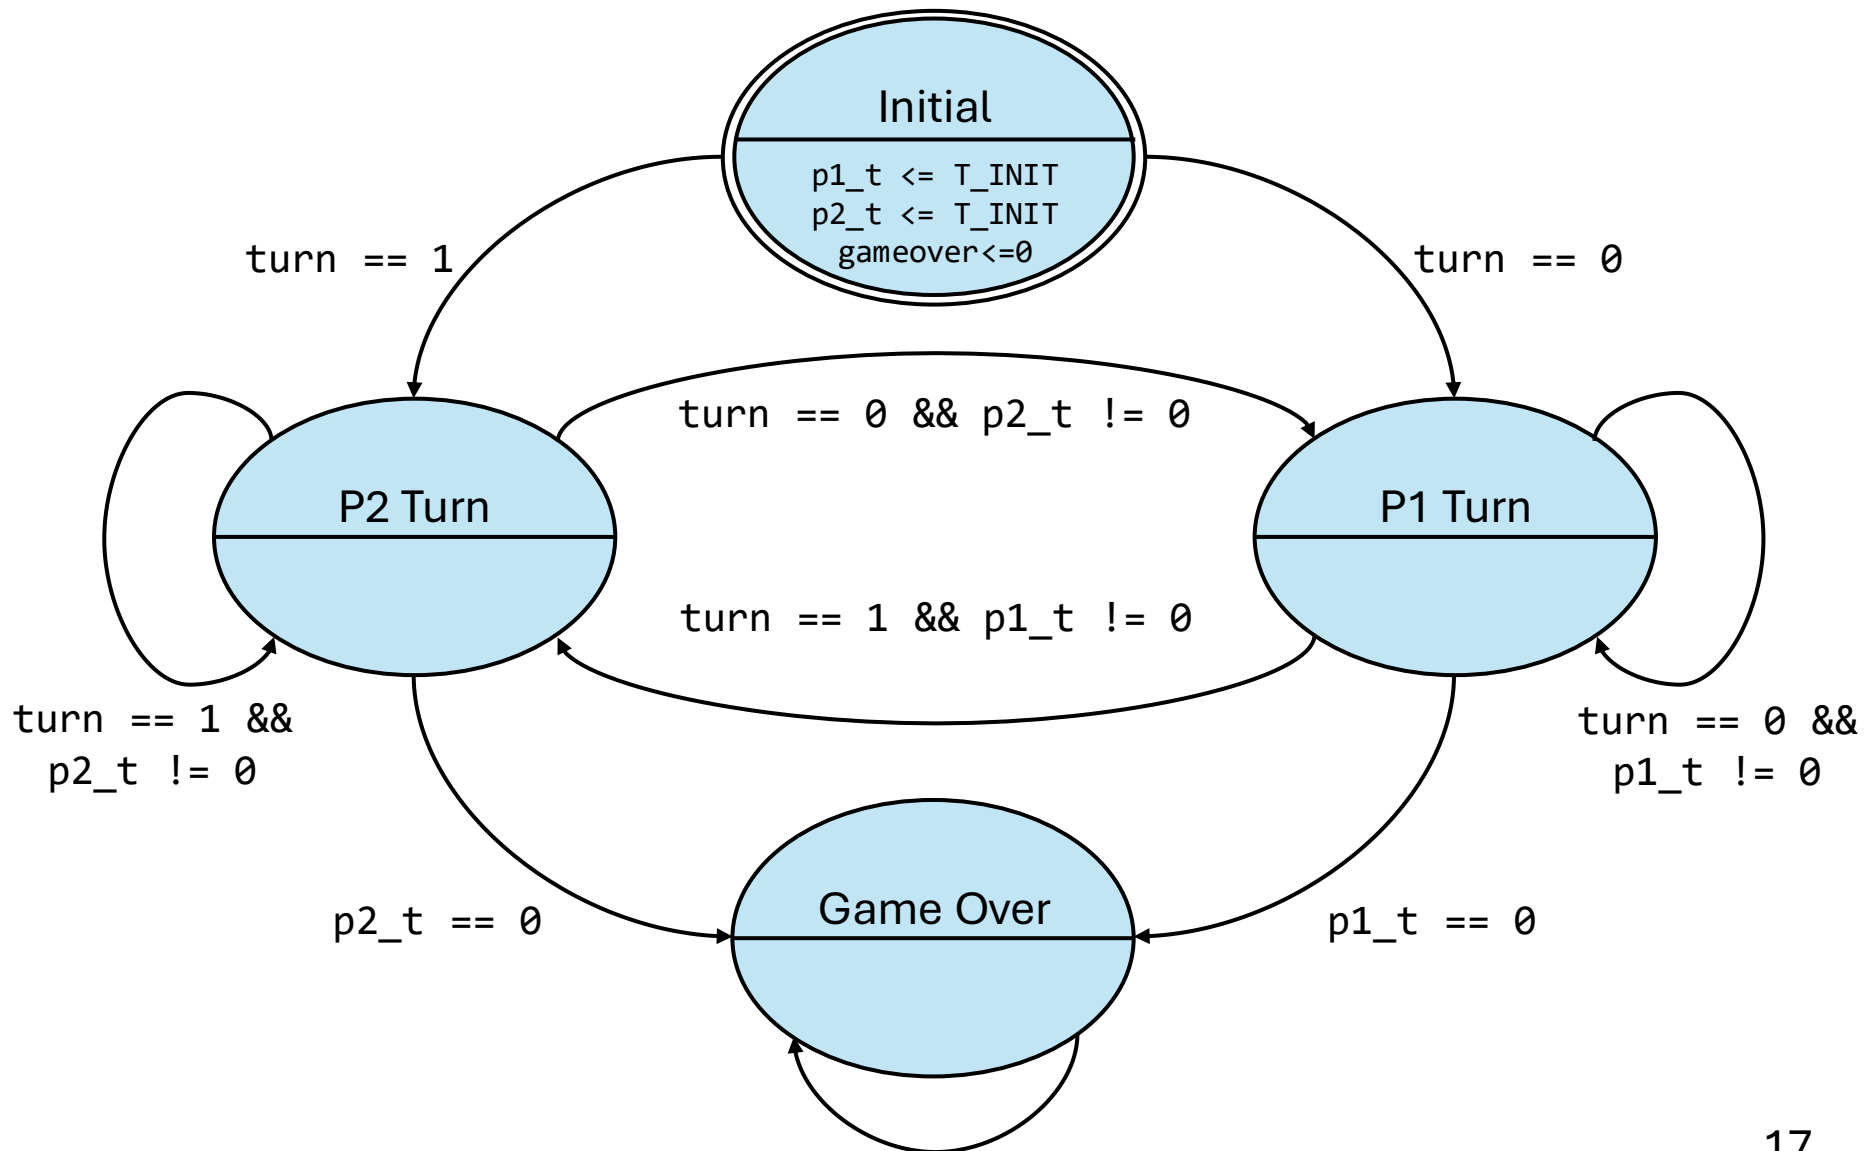 Initial
p1_t <= T_INIT
p2_t <= T_INIT
gameover<=0
turn == 1
turn == 0
turn == 0 && p2_t != 0
P2 Turn
P1 Turn
turn == 1 && p1_t != 0
turn == 1 &&
p2_t != 0
turn == 0 &&
p1_t != 0
Game Over
p2_t == 0
p1_t == 0
17